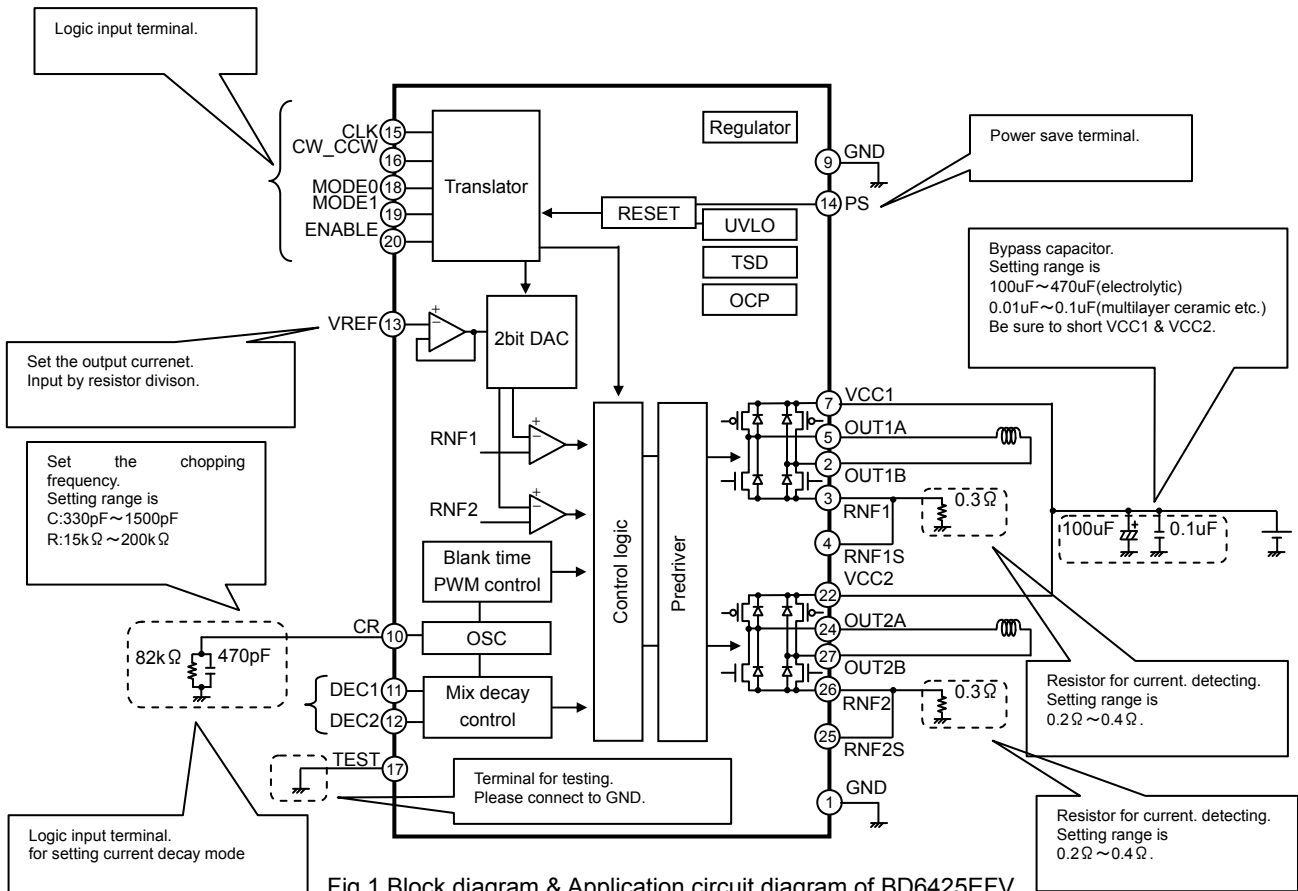 Logic input terminal.
CLK
15
CW_CCW
16
MODE0
18
MODE1
19
ENABLE
20
Translator
Regulator
GND
9
PS
14
Power save terminal.
RESET
UVLO
TSD
OCP
Bypass capacitor.
Setting range is
100uF~470uF(electrolytic)
0.01uF~0.1uF(multilayer ceramic etc.)
Be sure to short VCC1 & VCC2.
VREF
13
+
−
2bit DAC
Set the output currenet.
Input by resistor divison.
RNF1
+
−
RNF2
+
−
Set the chopping
frequency.
Setting range is
C:330pF~1500pF
R:15kΩ~200kΩ
Blank time
PWM control
OSC
Mix decay
control
Control logic
Predriver
7
VCC1
5
OUT1A
2
OUT1B
3
RNF1
0.3Ω
4
RNF1S
100uF
+
0.1uF
22
VCC2
24
OUT2A
27
OUT2B
26
RNF2
0.3Ω
25
RNF2S
1
GND
CR
10
82kΩ
470pF
DEC1
11
DEC2
12
TEST
17
Terminal for testing.
Please connect to GND.
Resistor for current. detecting.
Setting range is
0.2Ω~0.4Ω.
Logic input terminal.
for setting current decay mode
Resistor for current. detecting.
Setting range is
0.2Ω~0.4Ω.
Fig.1 Block diagram & Application circuit diagram of BD6425EFV